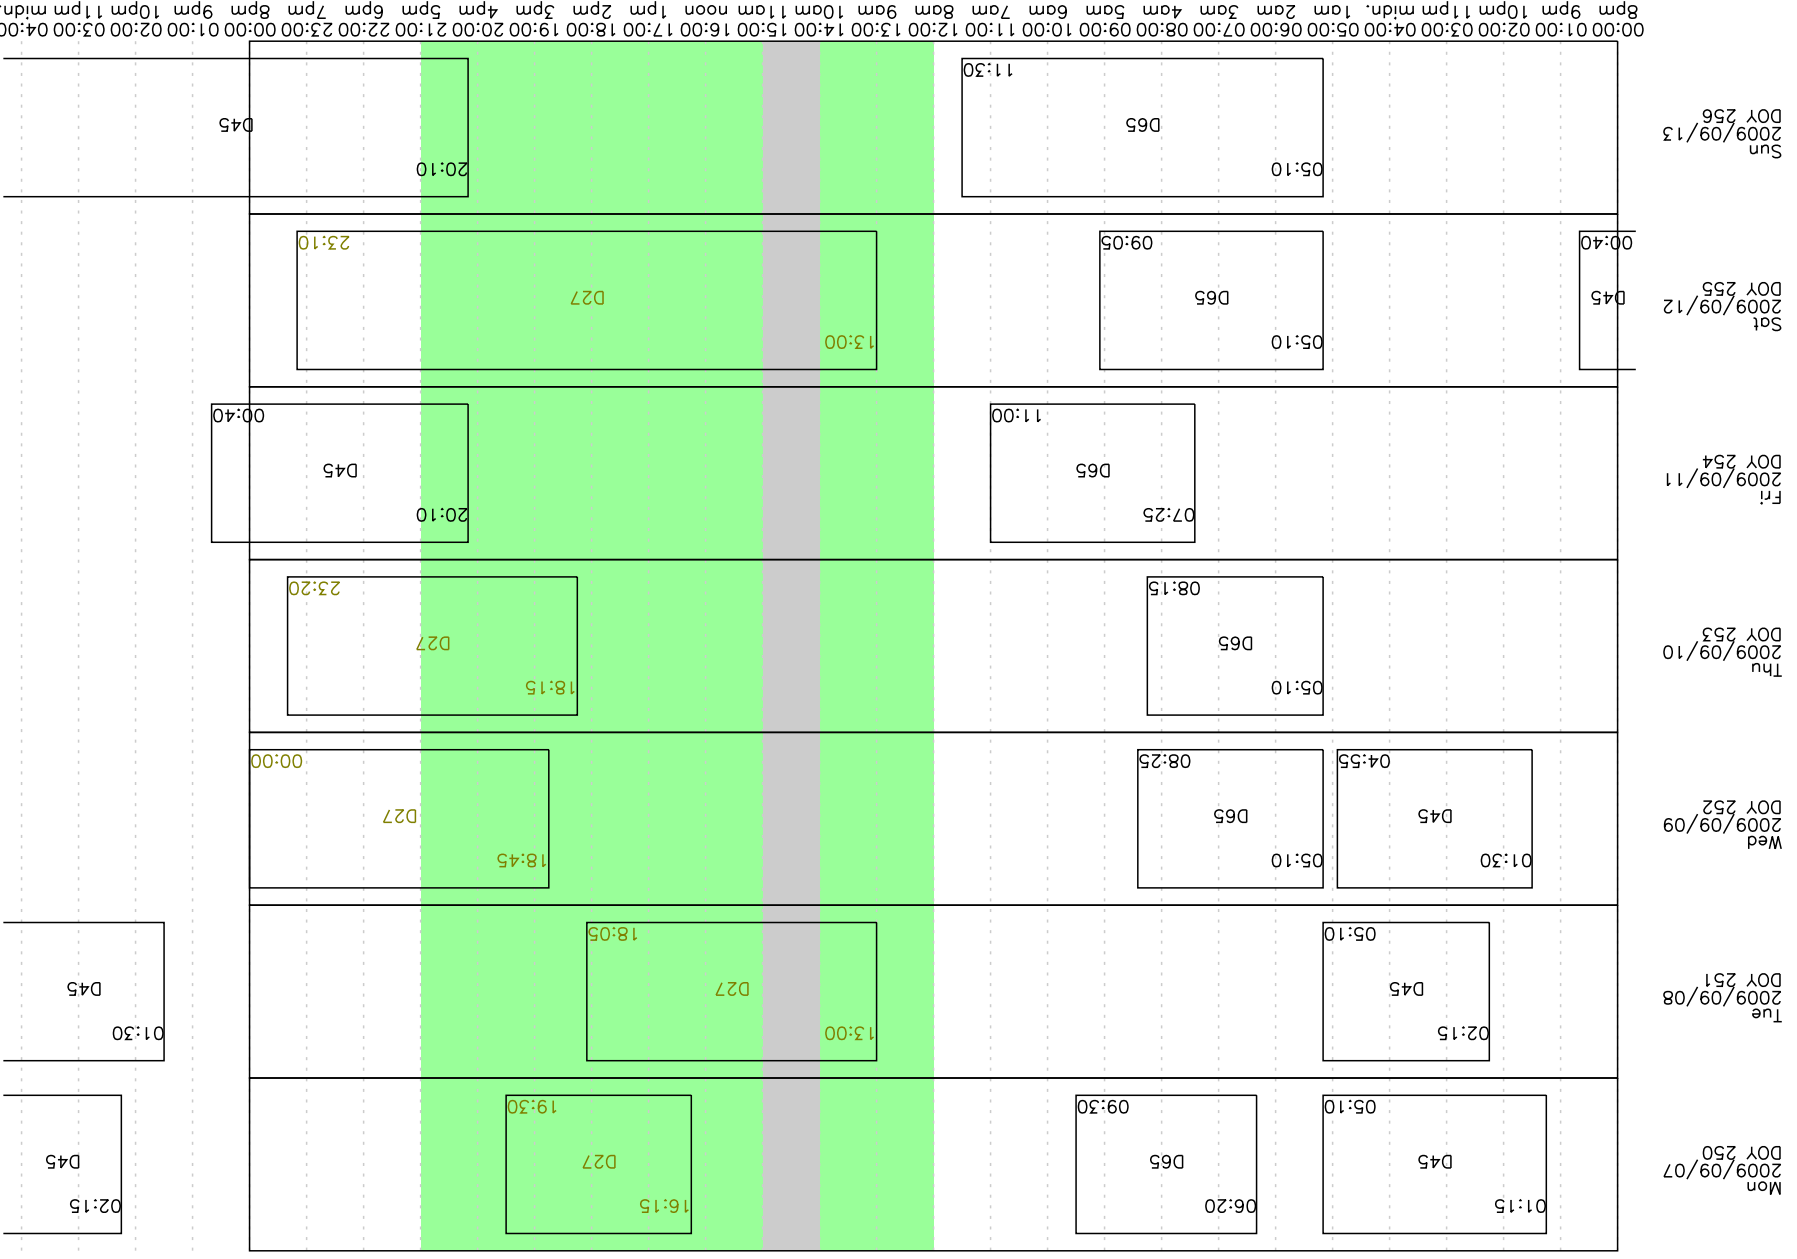 Mon
2009/09/07
DOY 250
01:15 06:20 16:15 02:15
D45 D65 D27 D45
05:10 09:30 19:30
Tue
2009/09/08
DOY 251
02:15 13:00 01:30
D45 D27 D45
05:10 18:05
Wed
2009/09/09
DOY 252
01:30 05:10 18:45
D45 D65 D27
04:55 08:25 00:00
Thu
2009/09/10
DOY 253
05:10 18:15
D65 D27
08:15 23:20
Fri
2009/09/11
DOY 254
07:25 20:10
D65 D45
11:00 00:40
Sat
2009/09/12
DOY 255
05:10 13:00
D45 D65 D27
00:40 09:05 23:10
Sun
2009/09/13
DOY 256
05:10 20:10
D65 D45
11:30
00:00 01:00 02:00 03:00 04:00 05:00 06:00 07:00 08:00 09:00 10:00 11:00 12:00 13:00 14:00 15:00 16:00 17:00 18:00 19:00 20:00 21:00 22:00 23:00 00:00 01:00 02:00 03:00 04:00
8pm 9pm 10pm 11pm midn. 1am 2am 3am 4am 5am 6am 7am 8am 9am 10am 11am noon 1pm 2pm 3pm 4pm 5pm 6pm 7pm 8pm 9pm 10pm 11pm midn.